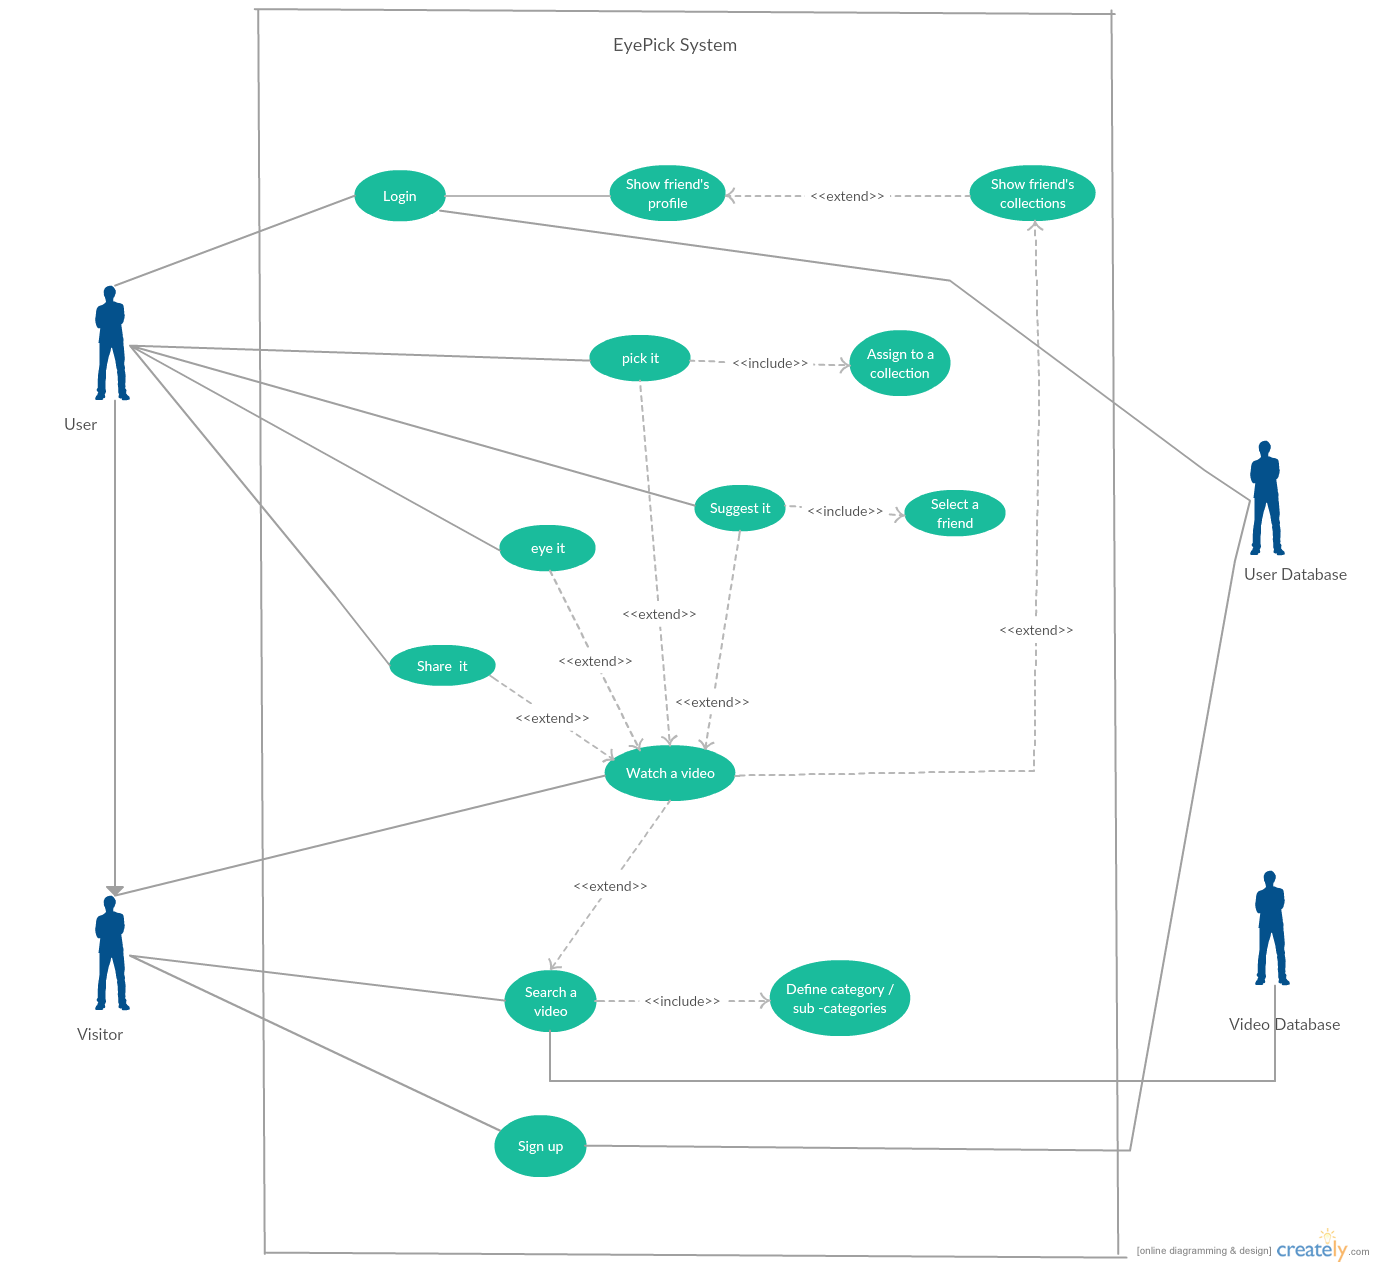 EyePick System
Login
Show friend's
profile
<<extend>>
Show friend's
collections
User
pick it
<<include>>
Assign to a
collection
Suggest it
<<include>>
Select a
friend
eye it
User Database
<<extend>>
<<extend>>
<<extend>>
Share it
<<extend>>
<<extend>>
Watch a video
<<extend>>
Visitor
Search a
video
<<include>>
Define category /
sub -categories
Video Database
Sign up
[online diagramming & design] creately.com